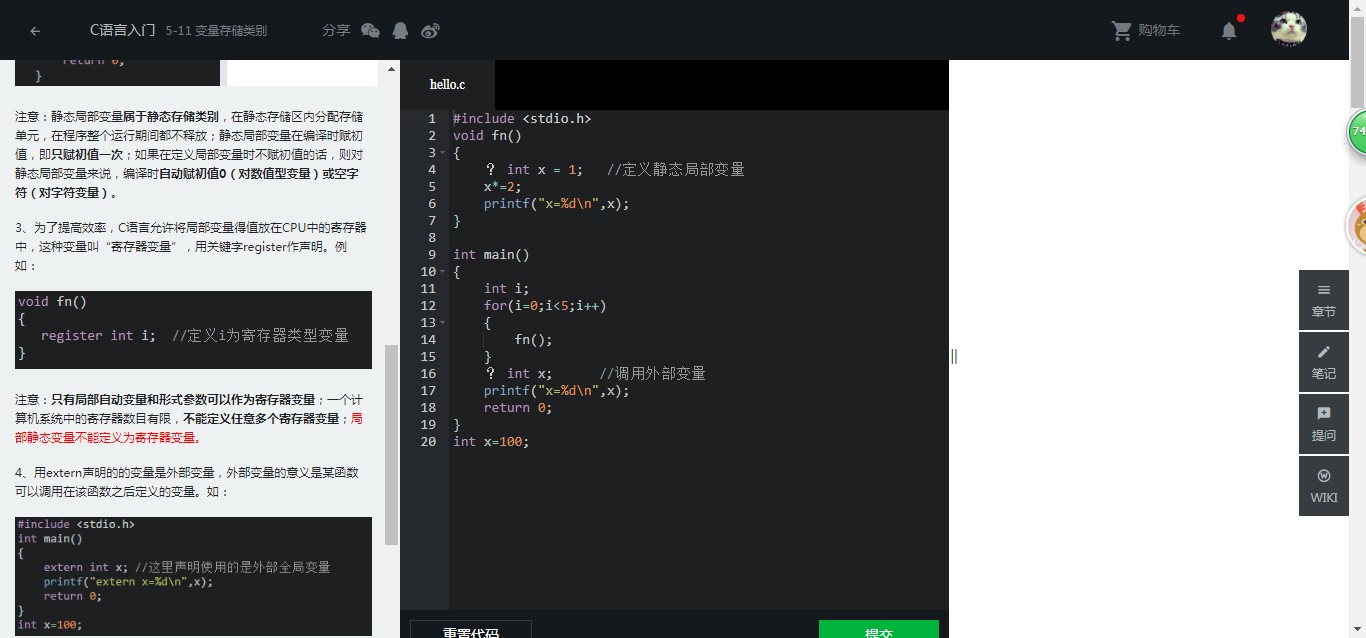 C语言入门 5-11 变量存储类别 分享 购物车
return 0;
}
注意：静态局部变量属于静态存储类别，在静态存储区内分配存储
单元，在程序整个运行期间都不释放；静态局部变量在编译时赋初
值，即只赋初值一次；如果在定义局部变量时不赋初值的话，则对
静态局部变量来说，编译时自动赋初值0（对数值型变量）或空字
符（对字符变量）。
3、为了提高效率，C语言允许将局部变量得值放在CPU中的寄存器
中，这种变量叫“寄存器变量”，用关键字register作声明。例
如：
void fn()
{
register int i; //定义i为寄存器类型变量
}
注意：只有局部自动变量和形式参数可以作为寄存器变量；一个计
算机系统中的寄存器数目有限，不能定义任意多个寄存器变量；局
部静态变量不能定义为寄存器变量。
4、用extern声明的的变量是外部变量，外部变量的意义是某函数
可以调用在该函数之后定义的变量。如：
#include <stdio.h>
int main()
{
extern int x; //这里声明使用的是外部全局变量
printf("extern x=%d\n",x);
return 0;
}
int x=100;
hello.c
1 #include <stdio.h>
2 void fn()
3 {
4 ? int x = 1; //定义静态局部变量
5 x*=2;
6 printf("x=%d\n",x);
7 }
8
9 int main()
10 {
11 int i;
12 for(i=0;i<5;i++)
13 {
14 fn();
15 }
16 ? int x; //调用外部变量
17 printf("x=%d\n",x);
18 return 0;
19 }
20 int x=100;
重置代码 提交
74
章节
笔记
提问
WIKI